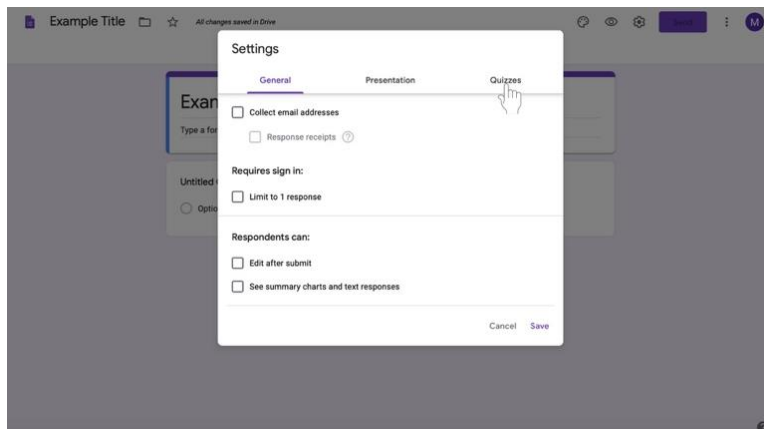 Example Title
All changes saved in Drive
Send
M
Settings
General Presentation Quizzes
Exam
Type a for
Collect email addresses
Response receipts ?
Requires sign in:
Untitled
Limit to 1 response
Optio
Respondents can:
Edit after submit
See summary charts and text responses
Cancel Save